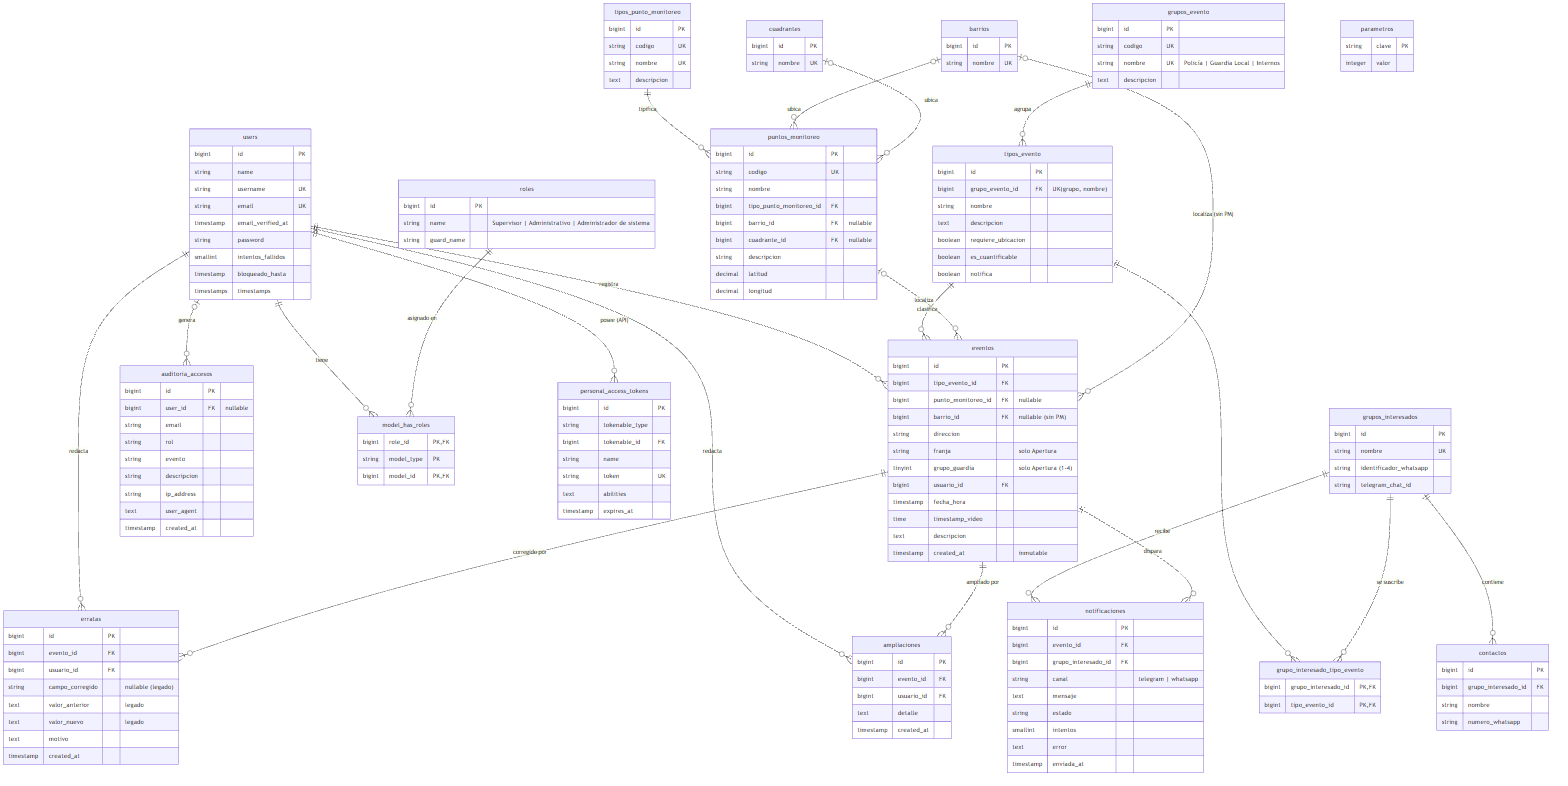 tipos_punto_monitoreo
bigint id PK
string codigo UK
string nombre UK
text descripcion
cuadrantes
bigint id PK
string nombre UK
barrios
bigint id PK
string nombre UK
grupos_evento
bigint id PK
string codigo UK
string nombre UK Policía | Guardia Local | Internos
text descripcion
parametros
string clave PK
integer valor
tipifica
ubica
ubica
agrupa
localiza (sin PM)
users
bigint id PK
string name
string username UK
string email UK
timestamp email_verified_at
string password
smallint intentos_fallidos
timestamp bloqueado_hasta
timestamps timestamps
roles
bigint id PK
string name Supervisor | Administrativo | Administrador de sistema
string guard_name
puntos_monitoreo
bigint id PK
string codigo UK
string nombre
bigint tipo_punto_monitoreo_id FK
bigint barrio_id FK nullable
bigint cuadrante_id FK nullable
string descripcion
decimal latitud
decimal longitud
tipos_evento
bigint id PK
bigint grupo_evento_id FK UK(grupo, nombre)
string nombre
text descripcion
boolean requiere_ubicacion
boolean es_cuantificable
boolean notifica
registra
localiza
clasifica
genera
tiene
asignado en
posee (API)
redacta
redacta
auditoria_accesos
bigint id PK
bigint user_id FK nullable
string email
string rol
string evento
string descripcion
string ip_address
text user_agent
timestamp created_at
model_has_roles
bigint role_id PK,FK
string model_type PK
bigint model_id PK,FK
personal_access_tokens
bigint id PK
string tokenable_type
bigint tokenable_id FK
string name
string token UK
text abilities
timestamp expires_at
eventos
bigint id PK
bigint tipo_evento_id FK
bigint punto_monitoreo_id FK nullable
bigint barrio_id FK nullable (sin PM)
string direccion
string franja solo Apertura
tinyint grupo_guardia solo Apertura (1-4)
bigint usuario_id FK
timestamp fecha_hora
time timestamp_video
text descripcion
timestamp created_at inmutable
grupos_interesados
bigint id PK
string nombre UK
string identificador_whatsapp
string telegram_chat_id
corregido por
ampliado por
dispara
recibe
se suscribe
contiene
erratas
bigint id PK
bigint evento_id FK
bigint usuario_id FK
string campo_corregido nullable (legado)
text valor_anterior legado
text valor_nuevo legado
text motivo
timestamp created_at
ampliaciones
bigint id PK
bigint evento_id FK
bigint usuario_id FK
text detalle
timestamp created_at
notificaciones
bigint id PK
bigint evento_id FK
bigint grupo_interesado_id FK
string canal telegram | whatsapp
text mensaje
string estado
smallint intentos
text error
timestamp enviada_at
grupo_interesado_tipo_evento
bigint grupo_interesado_id PK,FK
bigint tipo_evento_id PK,FK
contactos
bigint id PK
bigint grupo_interesado_id FK
string nombre
string numero_whatsapp